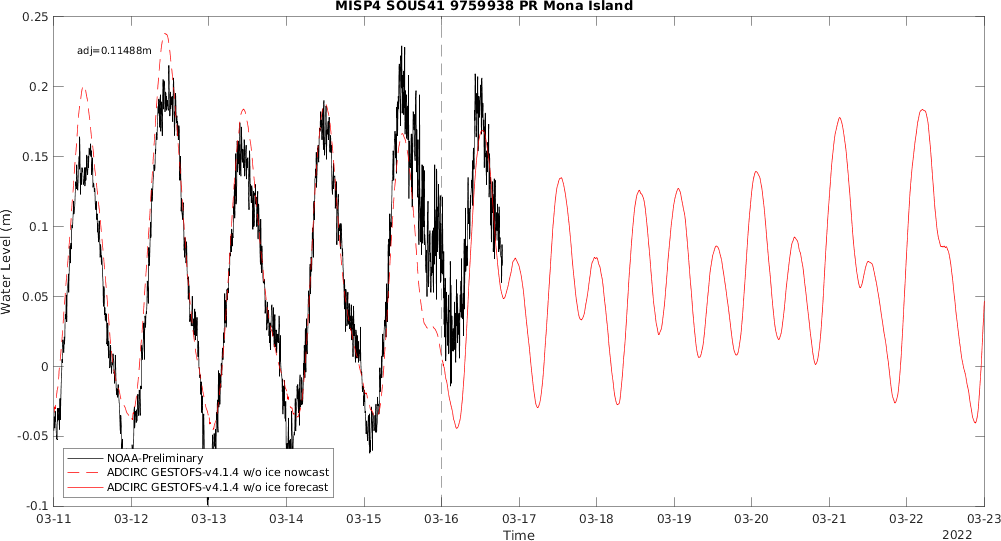 MISP4 SOUS41 9759938 PR Mona Island
adj=0.11488m
0.25
0.2
0.15
0.1
0.05
0
-0.05
-0.1
Water Level (m)
NOAA-Preliminary
ADCIRC GESTOFS-v4.1.4 w/o ice nowcast
ADCIRC GESTOFS-v4.1.4 w/o ice forecast
03-11 03-12 03-13 03-14 03-15 03-16 03-17 03-18 03-19 03-20 03-21 03-22 03-23
Time
2022